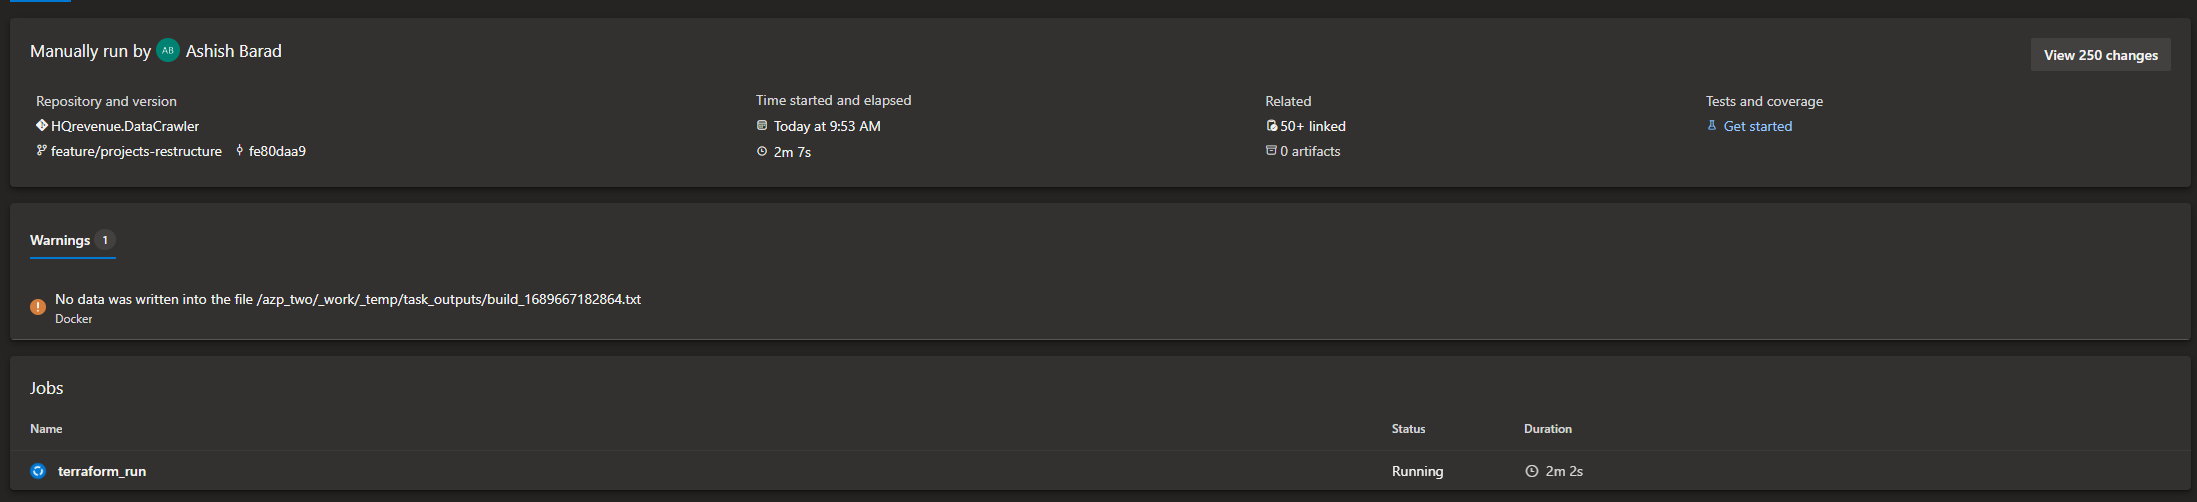 Manually run by AB Ashish Barad
View 250 changes
Repository and version
HQrevenue.DataCrawler
feature/projects-restructure fe80daa9
Time started and elapsed
Today at 9:53 AM
2m 7s
Related
50+ linked
0 artifacts
Tests and coverage
Get started
Warnings 1
No data was written into the file /azp_two/_work/_temp/task_outputs/build_1689667182864.txt
Docker
Jobs
Name Status Duration
terraform_run Running 2m 2s